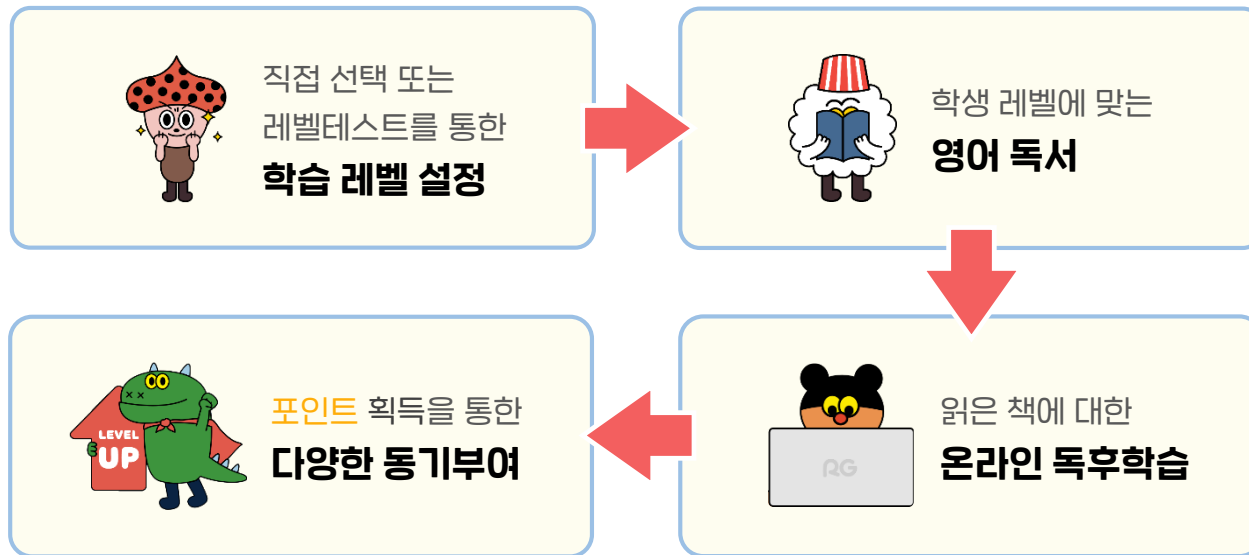 직접 선택 또는
레벨테스트를 통한
학습 레벨 설정
학생 레벨에 맞는
영어 독서
읽은 책에 대한
온라인 독후학습
RG
포인트 획득을 통한
다양한 동기부여
LEVEL
UP